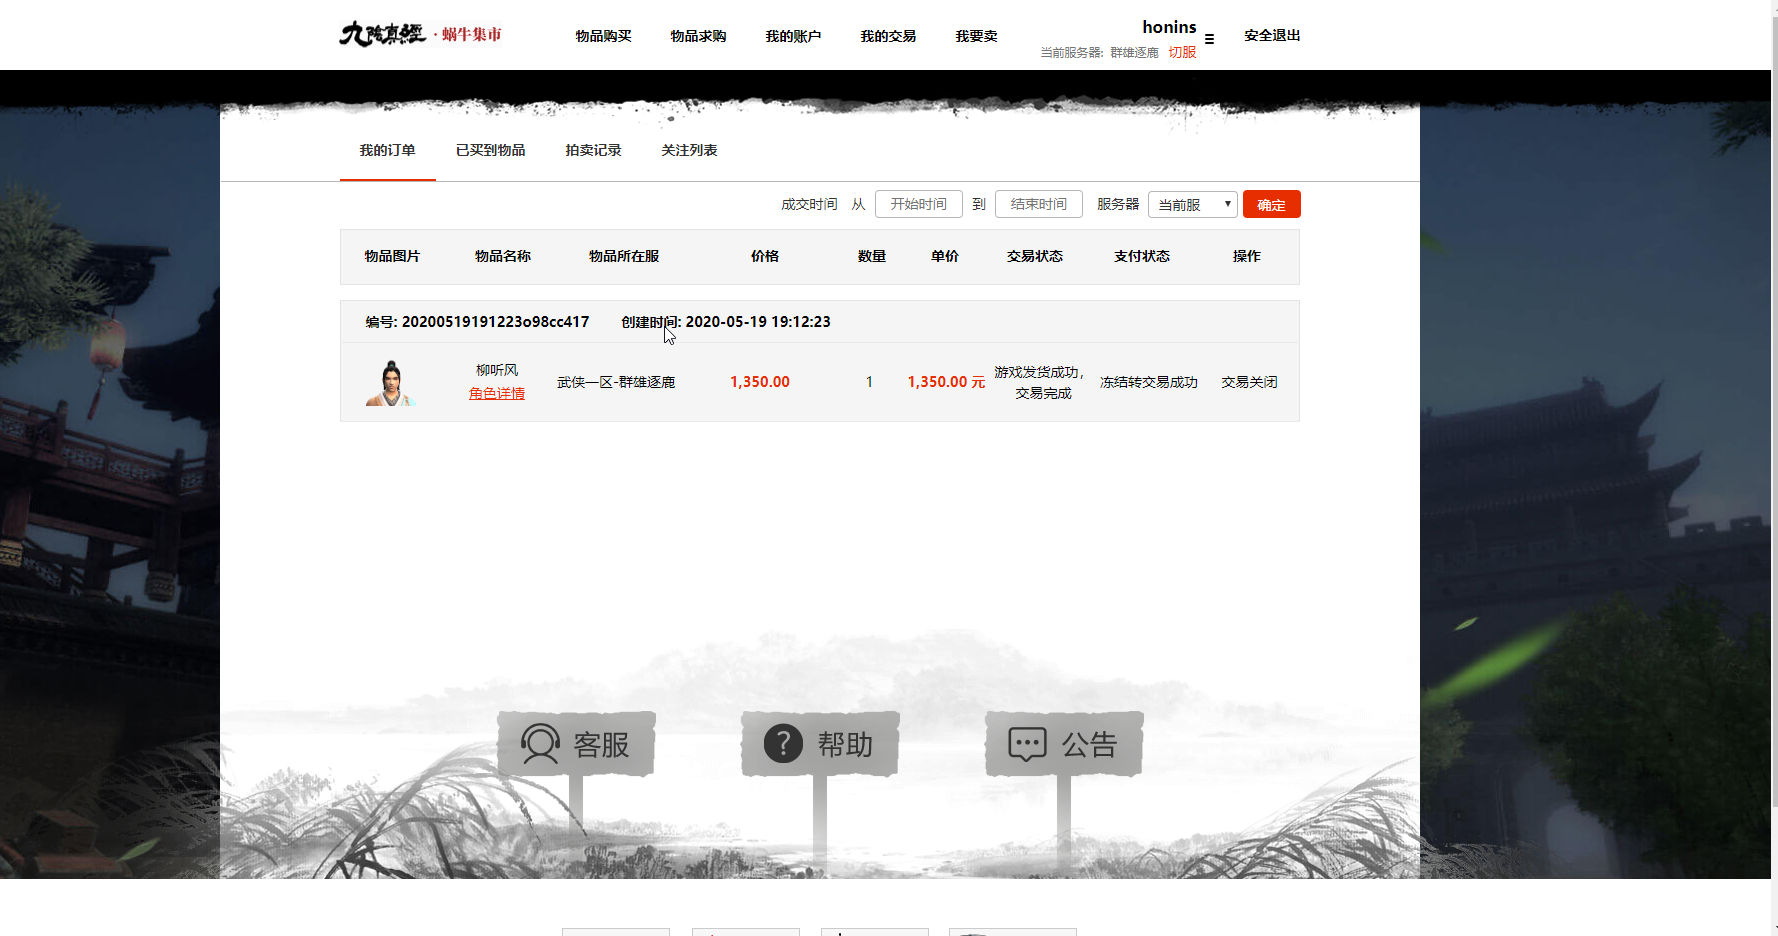 九陰真經 · 蜗牛集市
物品购买 物品求购 我的账户 我的交易 我要卖
honins
当前服务器: 群雄逐鹿 切服
安全退出
我的订单 已买到物品 拍卖记录 关注列表
成交时间 从 开始时间 到 结束时间 服务器 当前服 确定
物品图片 物品名称 物品所在服 价格 数量 单价 交易状态 支付状态 操作
编号: 20200519191223o98cc417 创建时间: 2020-05-19 19:12:23
柳听风
角色详情
武侠一区-群雄逐鹿 1,350.00 1 1,350.00 元
游戏发货成功，
交易完成
冻结转交易成功 交易关闭
客服 帮助 公告